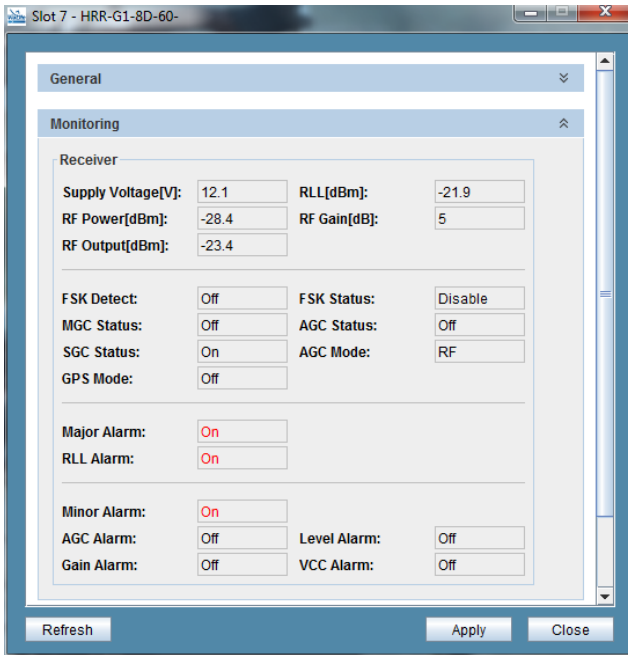 Slot 7 - HRR-G1-8D-60-
General
Monitoring
Receiver
Supply Voltage[V]: 12.1 RLL[dBm]: -21.9
RF Power[dBm]: -28.4 RF Gain[dB]: 5
RF Output[dBm]: -23.4
FSK Detect: Off FSK Status: Disable
MGC Status: Off AGC Status: Off
SGC Status: On AGC Mode: RF
GPS Mode: Off
Major Alarm: On
RLL Alarm: On
Minor Alarm: On
AGC Alarm: Off Level Alarm: Off
Gain Alarm: Off VCC Alarm: Off
Refresh Apply Close